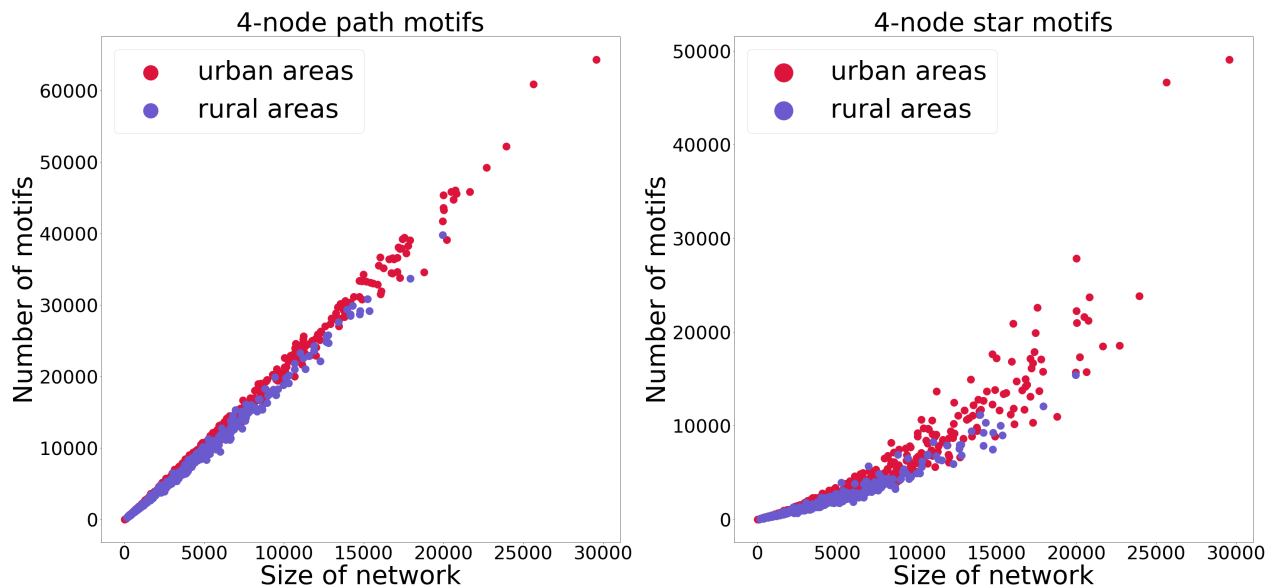 4-node path motifs
urban areas
rural areas
Number of motifs
60000
50000
40000
30000
20000
10000
0
0 5000 10000 15000 20000 25000 30000
Size of network
4-node star motifs
urban areas
rural areas
Number of motifs
50000
40000
30000
20000
10000
0
0 5000 10000 15000 20000 25000 30000
Size of network